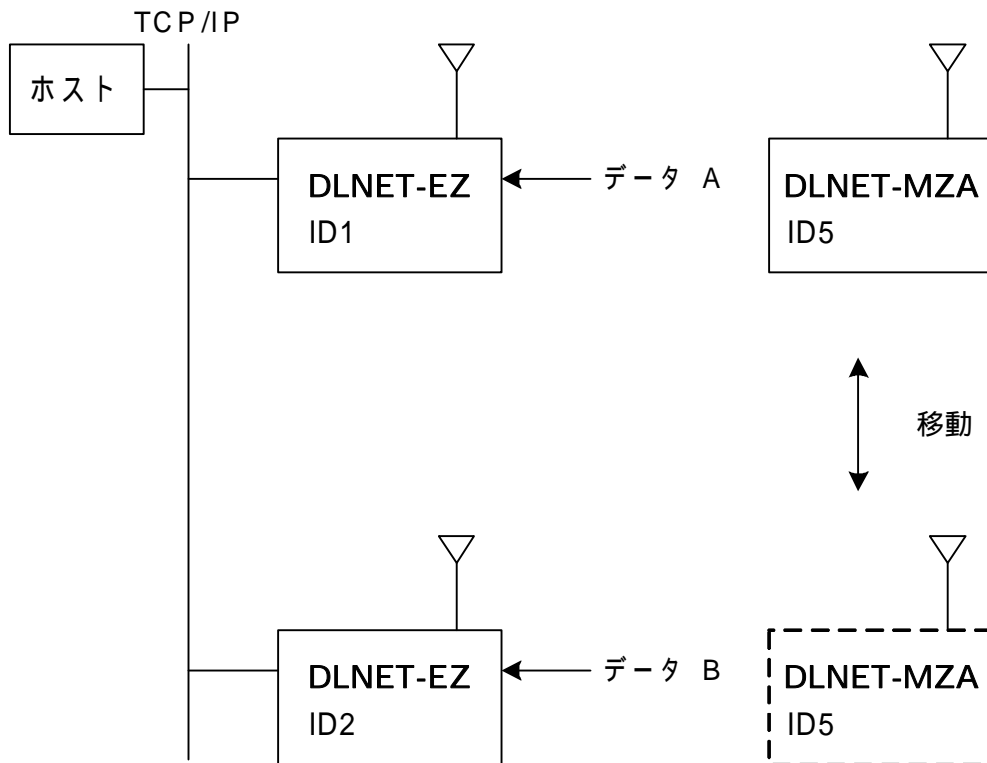 TCP/IP
ホスト
DLNET-EZ
ID1
データ A
DLNET-MZA
ID5
移動
DLNET-EZ
ID2
データ B
DLNET-MZA
ID5